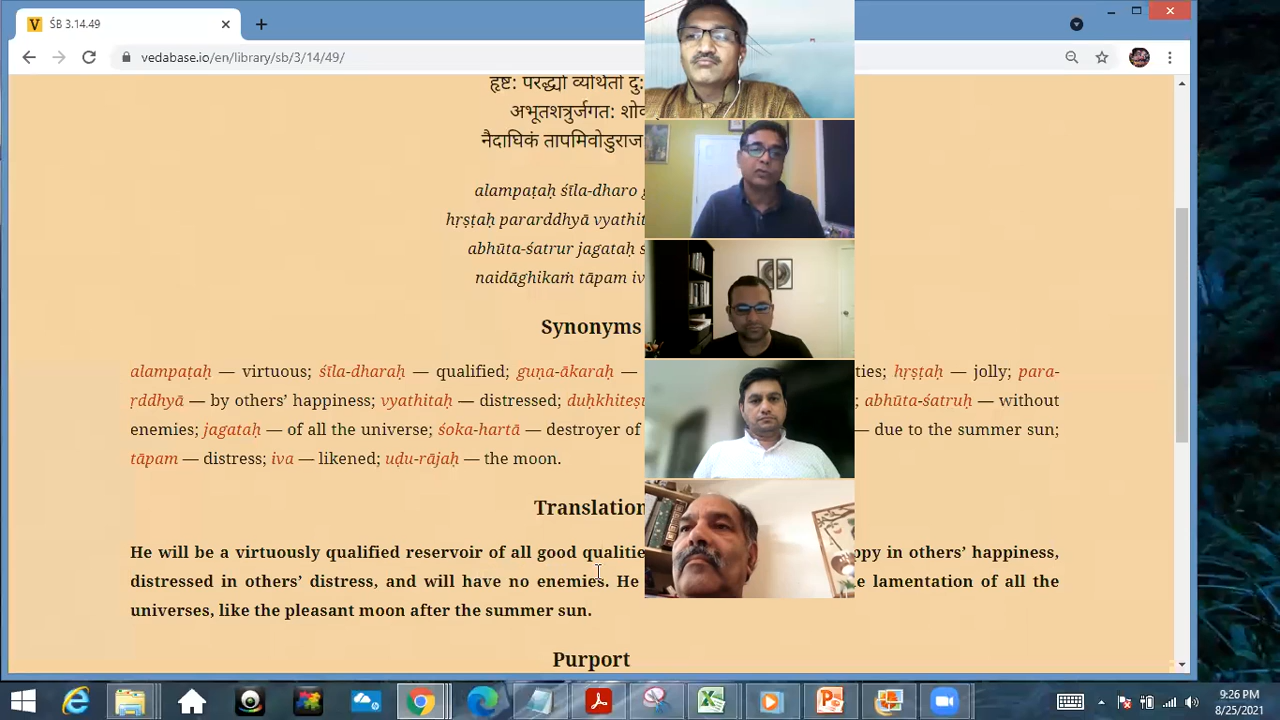 ŚB 3.14.49
vedabase.io/en/library/sb/3/14/49/
हृष्ट: परर्द्ध्या व्यथितो दु:
अभूतशत्रुर्जगत: शो
नैदाघिकं तापमिवोडुराज
alampaṭaḥ śīla-dharo
hṛṣṭaḥ pararddhyā vyathit
abhūta-śatrur jagataḥ ś
naidāghikaṁ tāpam iv
Synonyms
alampaṭaḥ — virtuous; śīla-dharaḥ — qualified; guṇa-ākaraḥ — ties; hṛṣṭaḥ — jolly; para-
ṛddhyā — by others’ happiness; vyathitaḥ — distressed; duḥkhiteṣu ; abhūta-śatruḥ — without
enemies; jagataḥ — of all the universe; śoka-hartā — destroyer of — due to the summer sun;
tāpam — distress; iva — likened; uḍu-rājaḥ — the moon.
Translation
He will be a virtuously qualified reservoir of all good qualitie ppy in others’ happiness,
distressed in others’ distress, and will have no enemies. He e lamentation of all the
universes, like the pleasant moon after the summer sun.
Purport
9:26 PM
8/25/2021